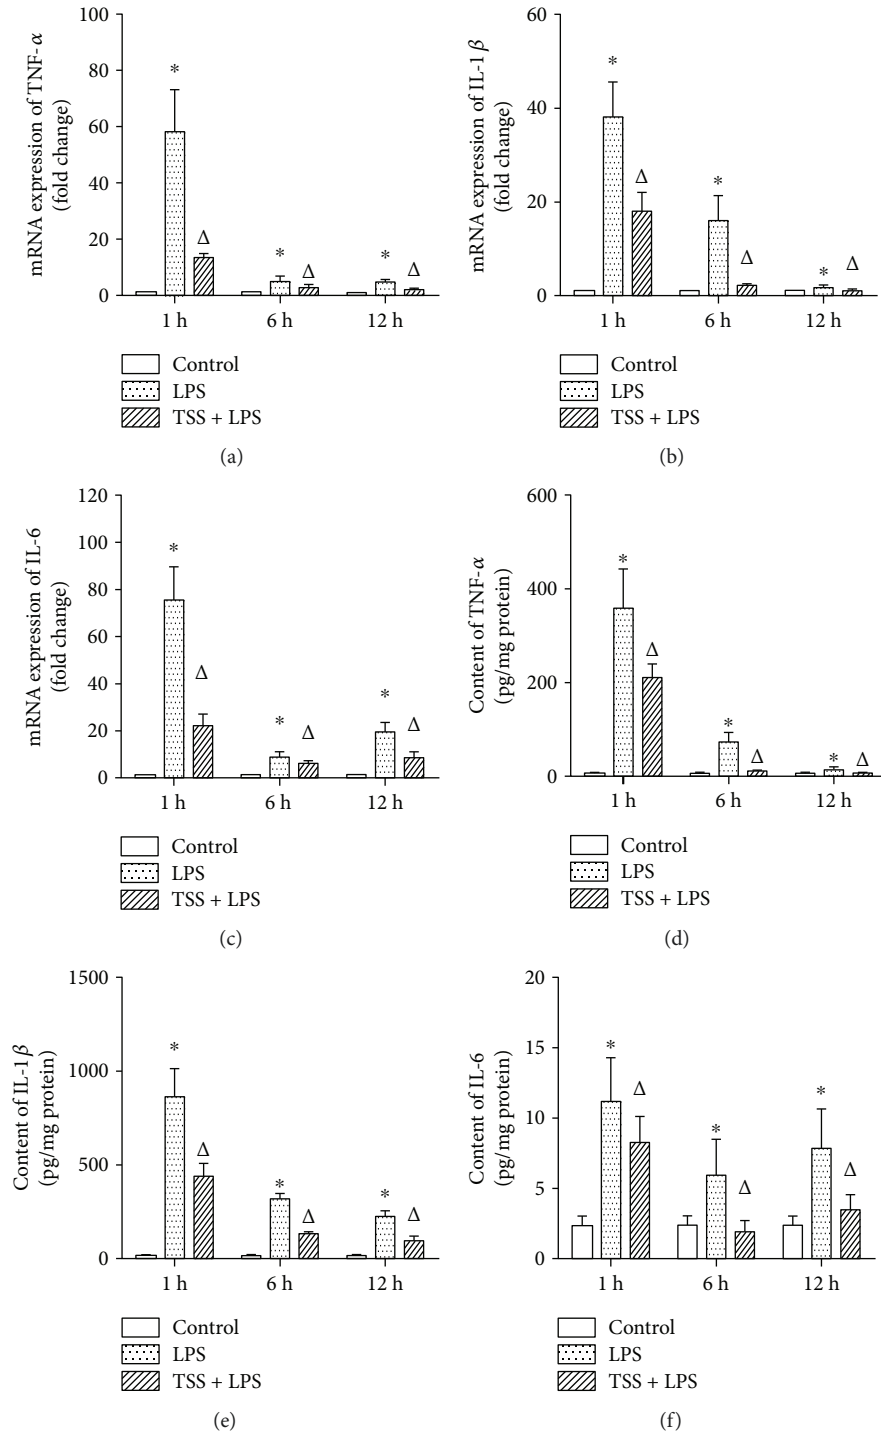 mRNA expression of TNF-α
(fold change)
100
80
60
40
20
0
*
Δ
*
Δ
*
Δ
1 h 6 h 12 h
Control
LPS
TSS + LPS
(a)
mRNA expression of IL-1β
(fold change)
60
40
20
0
*
Δ
*
Δ
*
Δ
1 h 6 h 12 h
Control
LPS
TSS + LPS
(b)
mRNA expression of IL-6
(fold change)
120
100
80
60
40
20
0
*
Δ
*
Δ
*
Δ
1 h 6 h 12 h
Control
LPS
TSS + LPS
(c)
Content of TNF-α
(pg/mg protein)
600
400
200
0
*
Δ
*
Δ
*
Δ
1 h 6 h 12 h
Control
LPS
TSS + LPS
(d)
Content of IL-1β
(pg/mg protein)
1500
1000
500
0
*
Δ
*
Δ
*
Δ
1 h 6 h 12 h
Control
LPS
TSS + LPS
(e)
Content of IL-6
(pg/mg protein)
20
15
10
5
0
*
Δ
*
Δ
*
Δ
1 h 6 h 12 h
Control
LPS
TSS + LPS
(f)